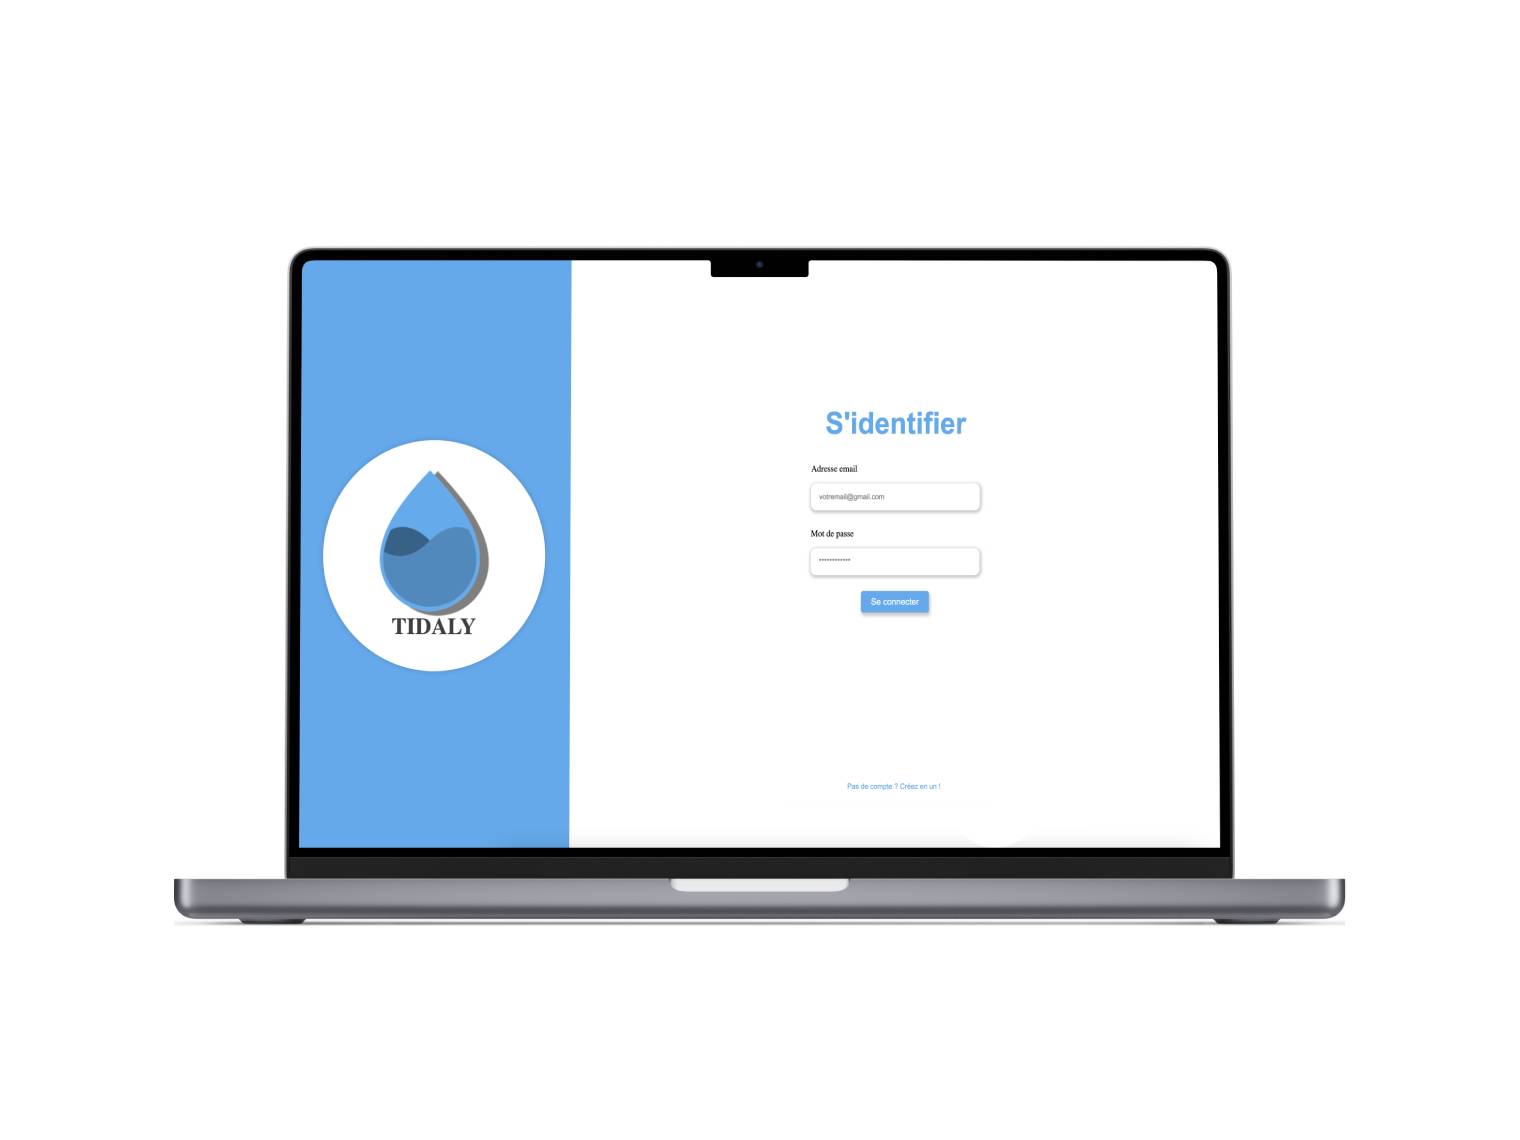 TIDALY
S'identifier
Adresse email
votremail@gmail.com
Mot de passe
************
Se connecter
Pas de compte ? Créez en un !